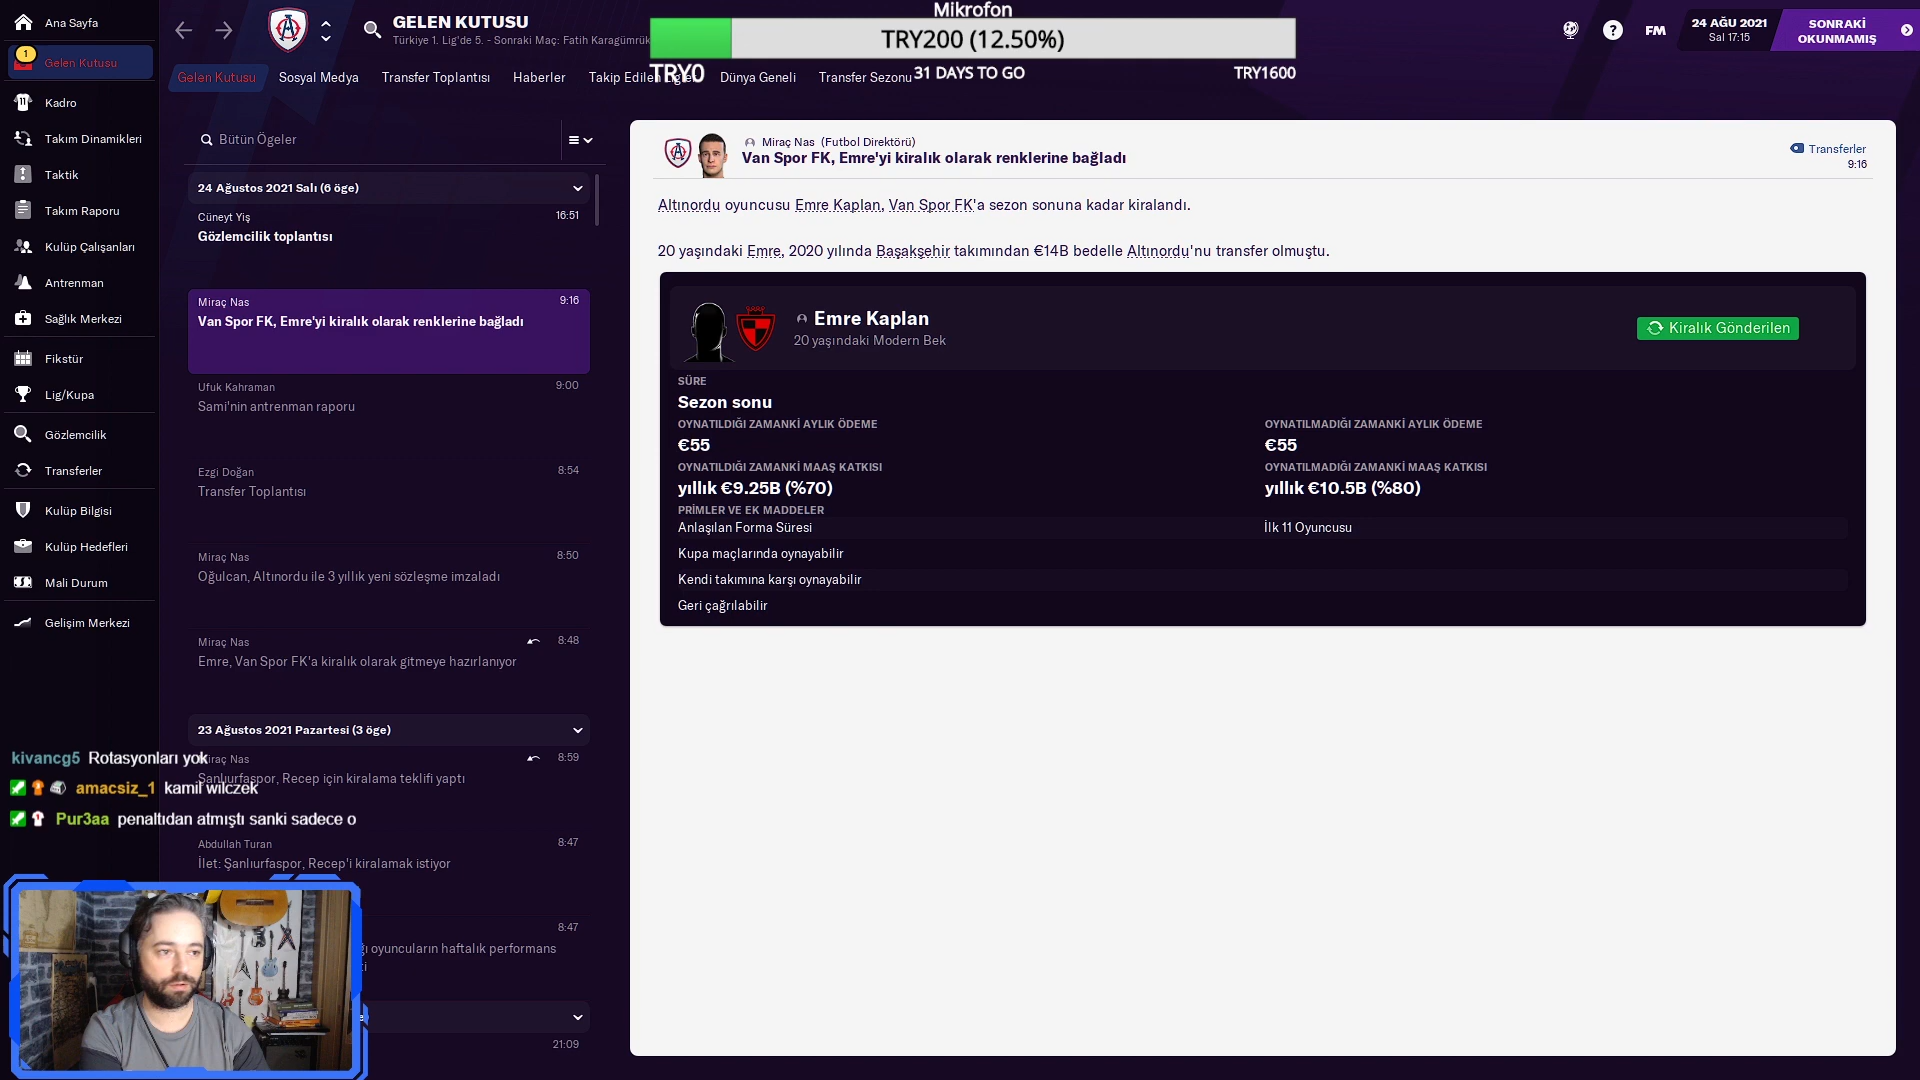 Ana Sayfa
1
Gelen Kutusu
Kadro
Takım Dinamikleri
Taktik
Takım Raporu
Kulüp Çalışanları
Antrenman
Sağlık Merkezi
Fikstür
Lig/Kupa
Gözlemcilik
Transferler
Kulüp Bilgisi
Kulüp Hedefleri
Mali Durum
Gelişim Merkezi
GELEN KUTUSU
Türkiye 1. Lig'de 5. - Sonraki Maç: Fatih Karagümrük
Mikrofon
TRY200 (12.50%)
TRY0
31 DAYS TO GO
TRY1600
FM
24 AĞU 2021
Sal 17:15
SONRAKİ
OKUNMAMIŞ
Gelen Kutusu
Sosyal Medya
Transfer Toplantısı
Haberler
Takip Edilen
Dünya Geneli
Transfer Sezonu
Bütün Ögeler
24 Ağustos 2021 Salı (6 öge)
Cüneyt Yiş 16:51
Gözlemcilik toplantısı
Miraç Nas 9:16
Van Spor FK, Emre'yi kiralık olarak renklerine bağladı
Ufuk Kahraman 9:00
Sami'nin antrenman raporu
Ezgi Doğan 8:54
Transfer Toplantısı
Miraç Nas 8:50
Oğulcan, Altınordu ile 3 yıllık yeni sözleşme imzaladı
Miraç Nas 8:48
Emre, Van Spor FK'a kiralık olarak gitmeye hazırlanıyor
23 Ağustos 2021 Pazartesi (3 öge)
Miraç Nas 8:59
Şanlıurfaspor, Recep için kiralama teklifi yaptı
Abdullah Turan 8:47
İlet: Şanlıurfaspor, Recep'i kiralamak istiyor
8:47
oyuncuların haftalık performans
21:09
kivancg5 Rotasyonları yok
amacsiz_1 kamil wilczek
Pur3aa penaltıdan atmıştı sanki sadece o
Miraç Nas (Futbol Direktörü)
Van Spor FK, Emre'yi kiralık olarak renklerine bağladı
Transferler
9:16
Altınordu oyuncusu Emre Kaplan, Van Spor FK'a sezon sonuna kadar kiralandı.
20 yaşındaki Emre, 2020 yılında Başakşehir takımından €14B bedelle Altınordu'nu transfer olmuştu.
Emre Kaplan
20 yaşındaki Modern Bek
Kiralık Gönderilen
SÜRE
Sezon sonu
OYNATILDIĞI ZAMANKİ AYLIK ÖDEME
€55
OYNATILMADIĞI ZAMANKİ AYLIK ÖDEME
€55
OYNATILDIĞI ZAMANKİ MAAŞ KATKISI
yıllık €9.25B (%70)
OYNATILMADIĞI ZAMANKİ MAAŞ KATKISI
yıllık €10.5B (%80)
PRİMLER VE EK MADDELER
Anlaşılan Forma Süresi İlk 11 Oyuncusu
Kupa maçlarında oynayabilir
Kendi takımına karşı oynayabilir
Geri çağrılabilir